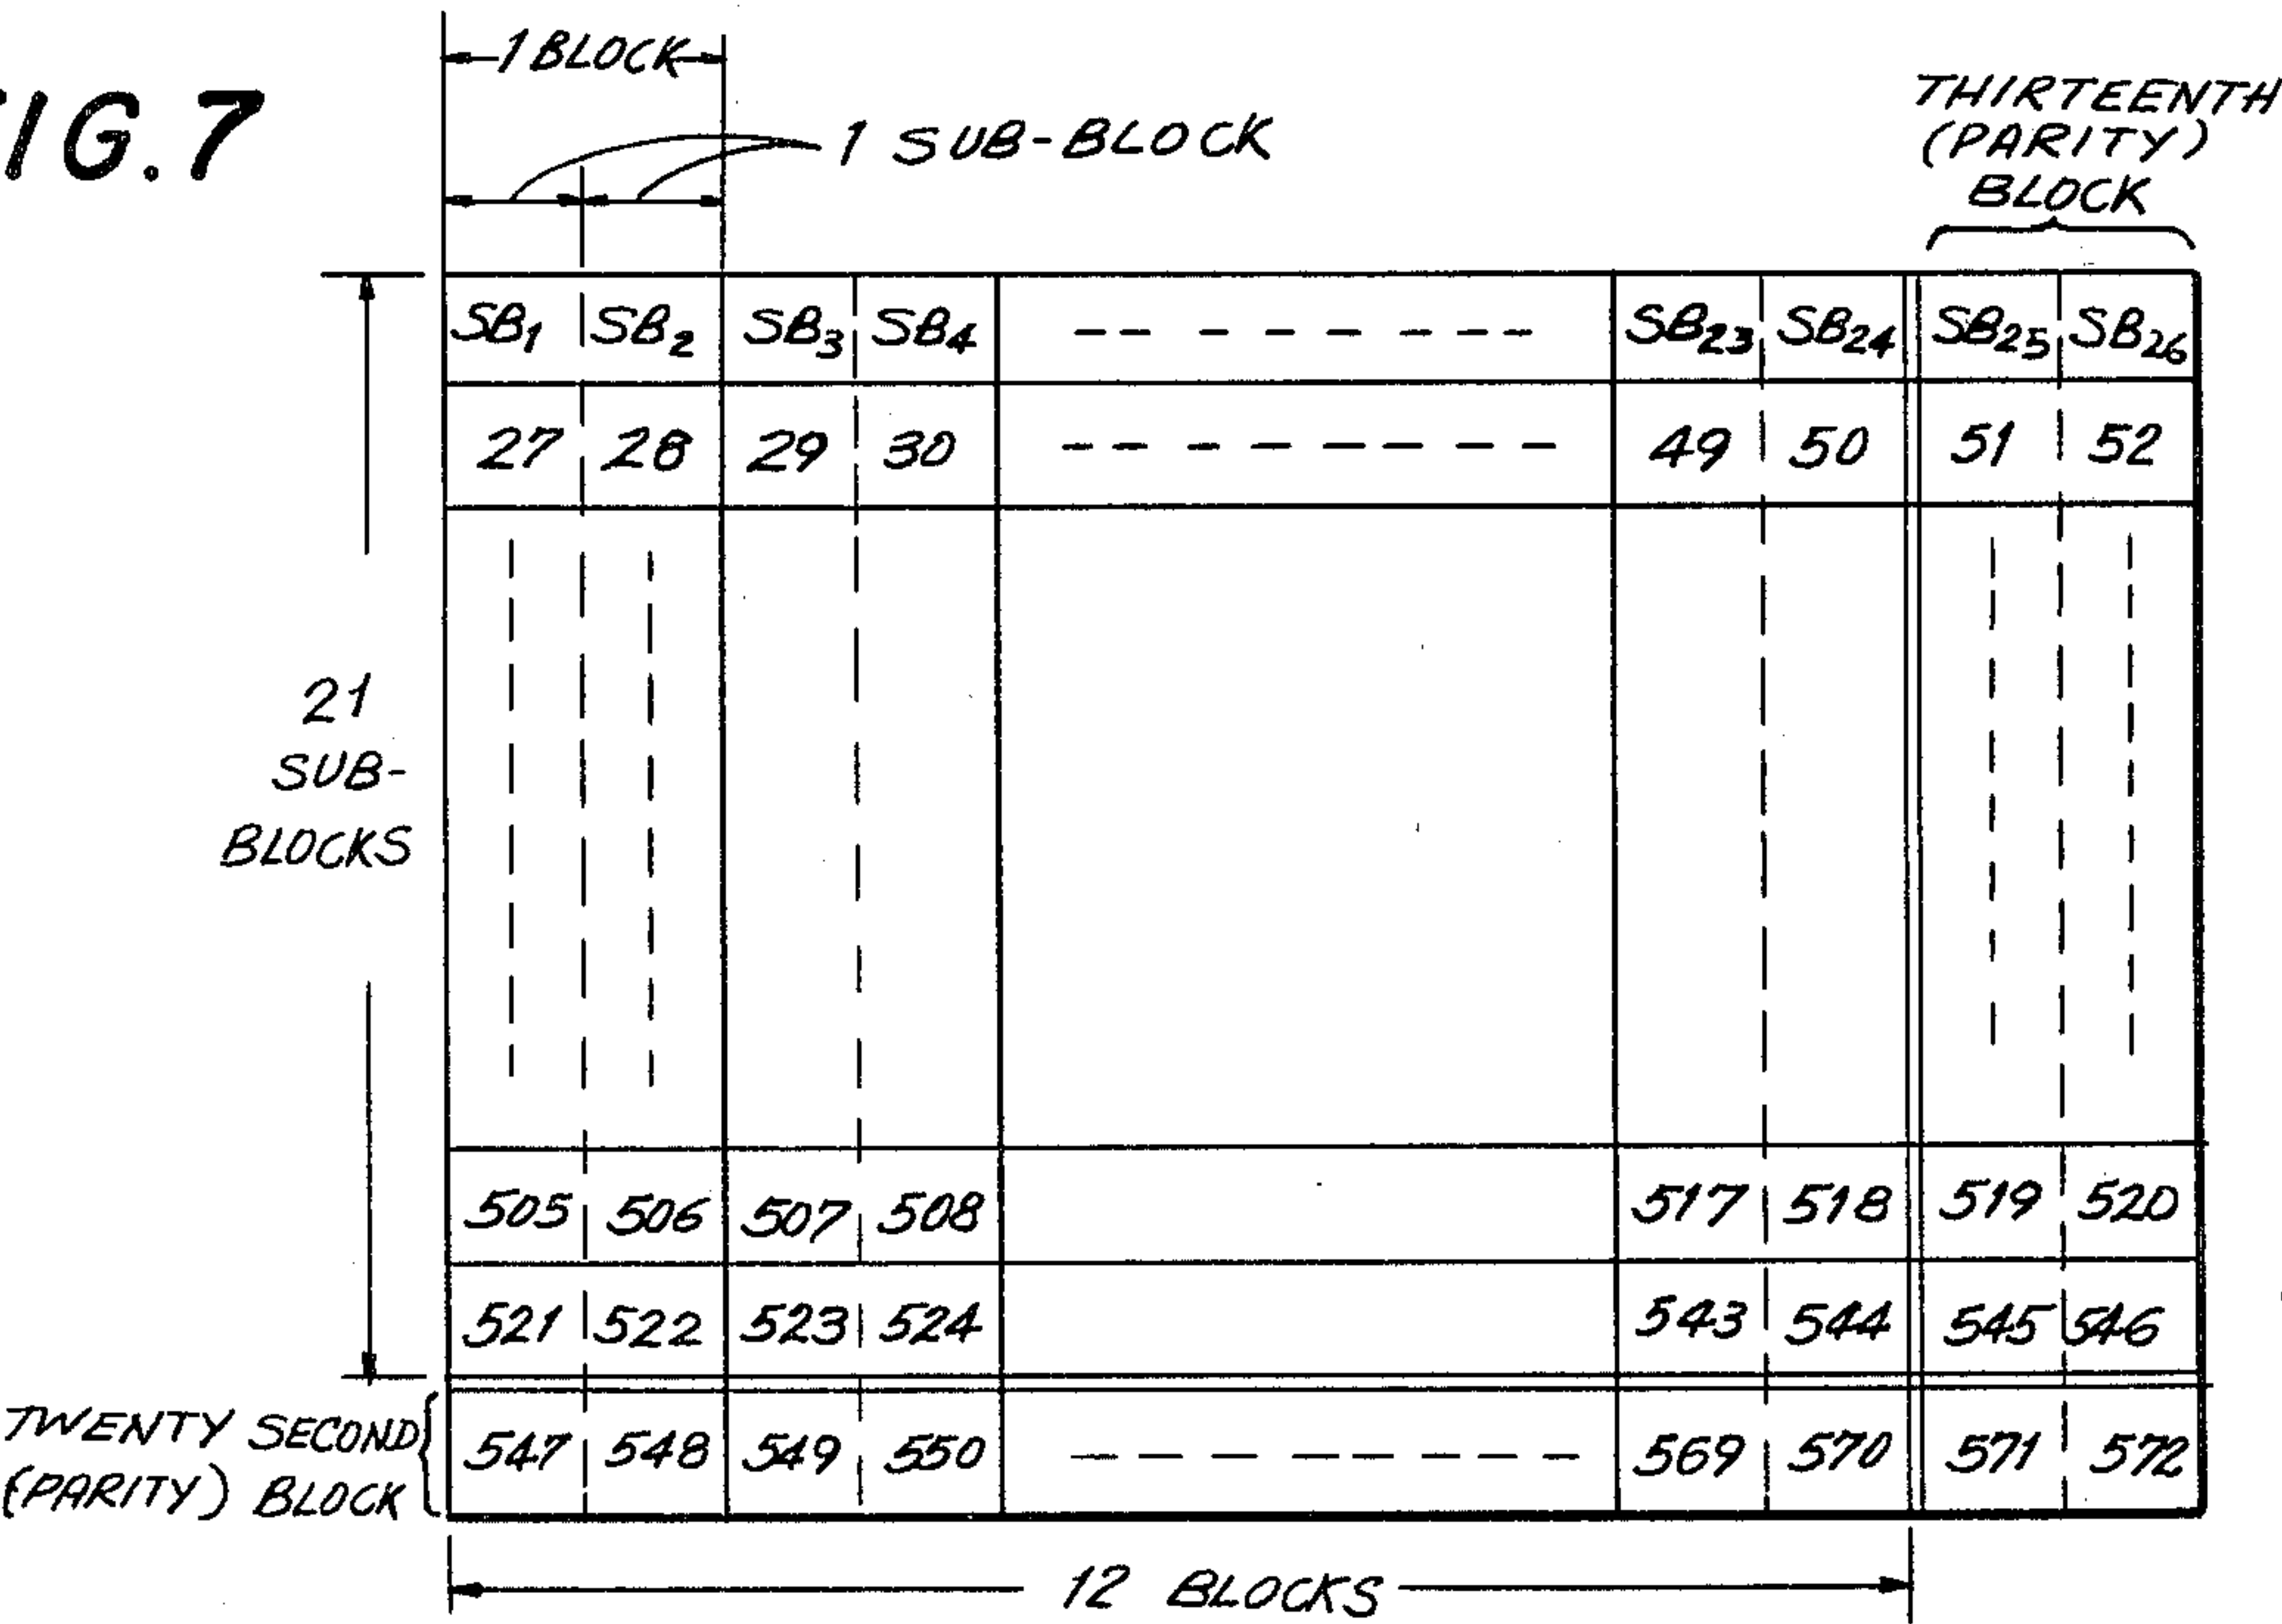 FIG.7
1 BLOCK
1 SUB-BLOCK
THIRTEENTH
(PARITY)
BLOCK
SB1 SB2 SB3 SB4 SB23 SB24 SB25 SB26
27 28 29 30 49 50 51 52
21
SUB-
BLOCKS
505 506 507 508 517 518 519 520
521 522 523 524 543 544 545 546
TWENTY SECOND
(PARITY) BLOCK
547 548 549 550 569 570 571 572
12 BLOCKS